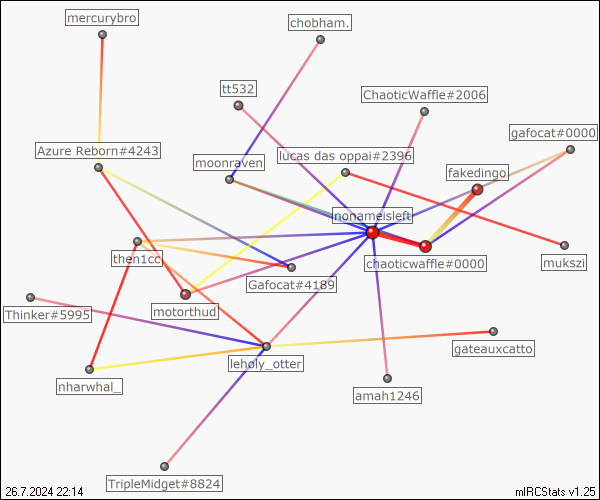 mercurybro
chobham.
tt532
ChaoticWaffle#2006
gafocat#0000
Azure Reborn#4243
moonraven
lucas das oppai#2396
fakedingo
nonameisleft
then1cc
chaoticwaffle#0000
mukszi
Gafocat#4189
Thinker#5995
motorthud
gateauxcatto
leholy_otter
nharwhal_
amah1246
TripleMidget#8824
26.7.2024 22:14
mIRCStats v1.25